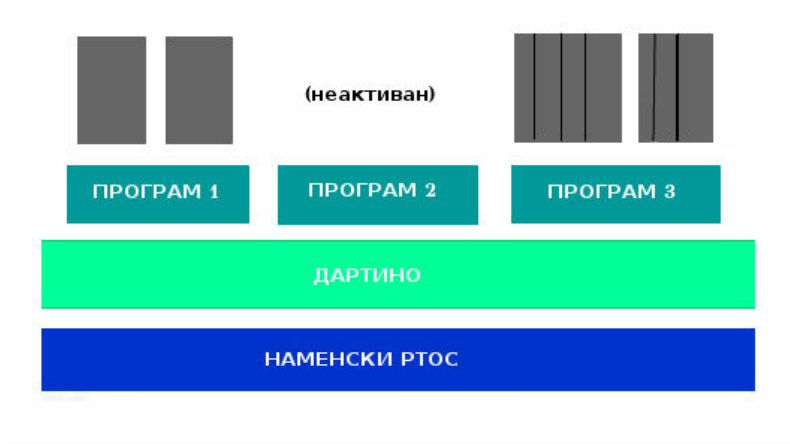 (неактиван)
ПРОГРАМ 1
ПРОГРАМ 2
ПРОГРАМ 3
ДАРТИНО
НАМЕНСКИ РТОС